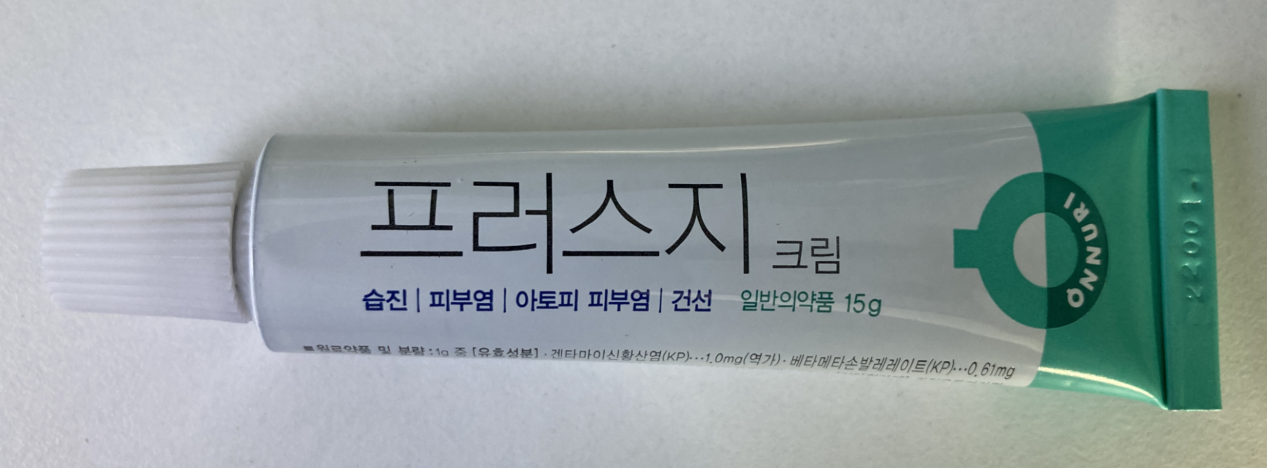 프러스지 크림
습진 | 피부염 | 아토피 피부염 | 건선 일반의약품 15g
■원료약품 및 분량 : 1g 중 [유효성분] · 겐타마이신황산염(KP)…1.0mg(역가) · 베타메타손발레레이트(KP)…0.61mg
ONNURI